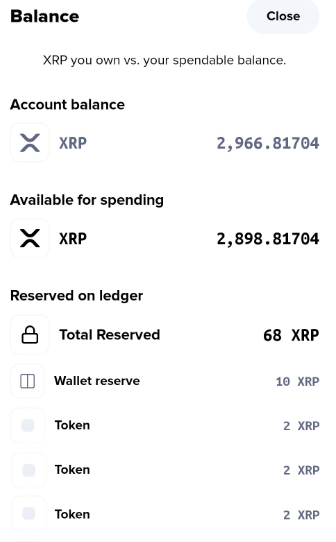 Balance
Close
XRP you own vs. your spendable balance.
Account balance
XRP 2,966.81704
Available for spending
XRP 2,898.81704
Reserved on ledger
Total Reserved 68 XRP
Wallet reserve 10 XRP
Token 2 XRP
Token 2 XRP
Token 2 XRP